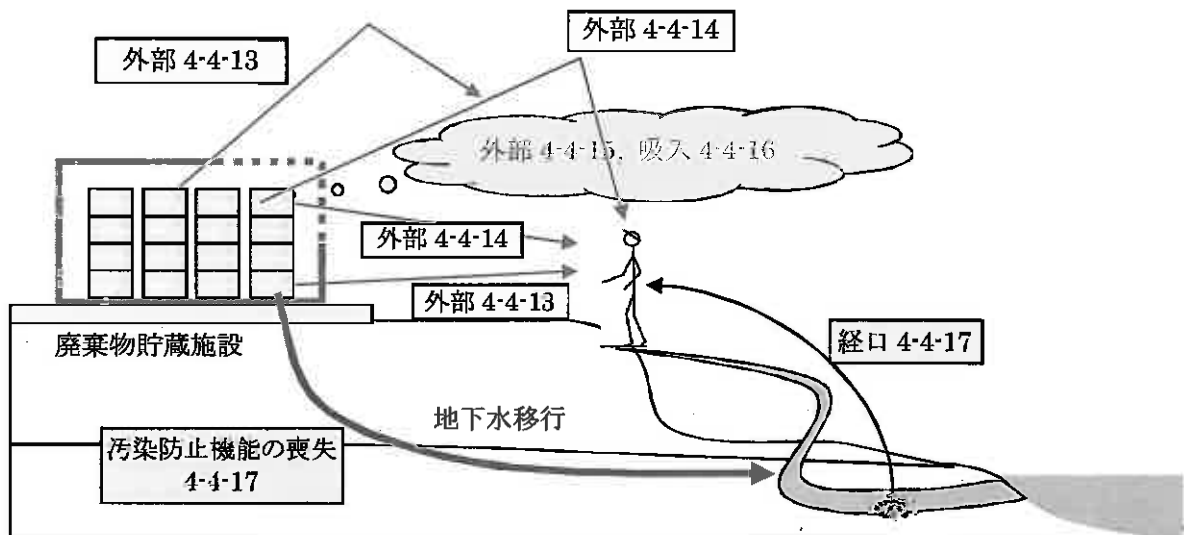 外部 4-4-13
外部 4-4-14
外部 4-4-15, 吸入 4-4-16
外部 4-4-14
外部 4-4-13
廃棄物貯蔵施設
経口 4-4-17
地下水移行
汚染防止機能の喪失
4-4-17